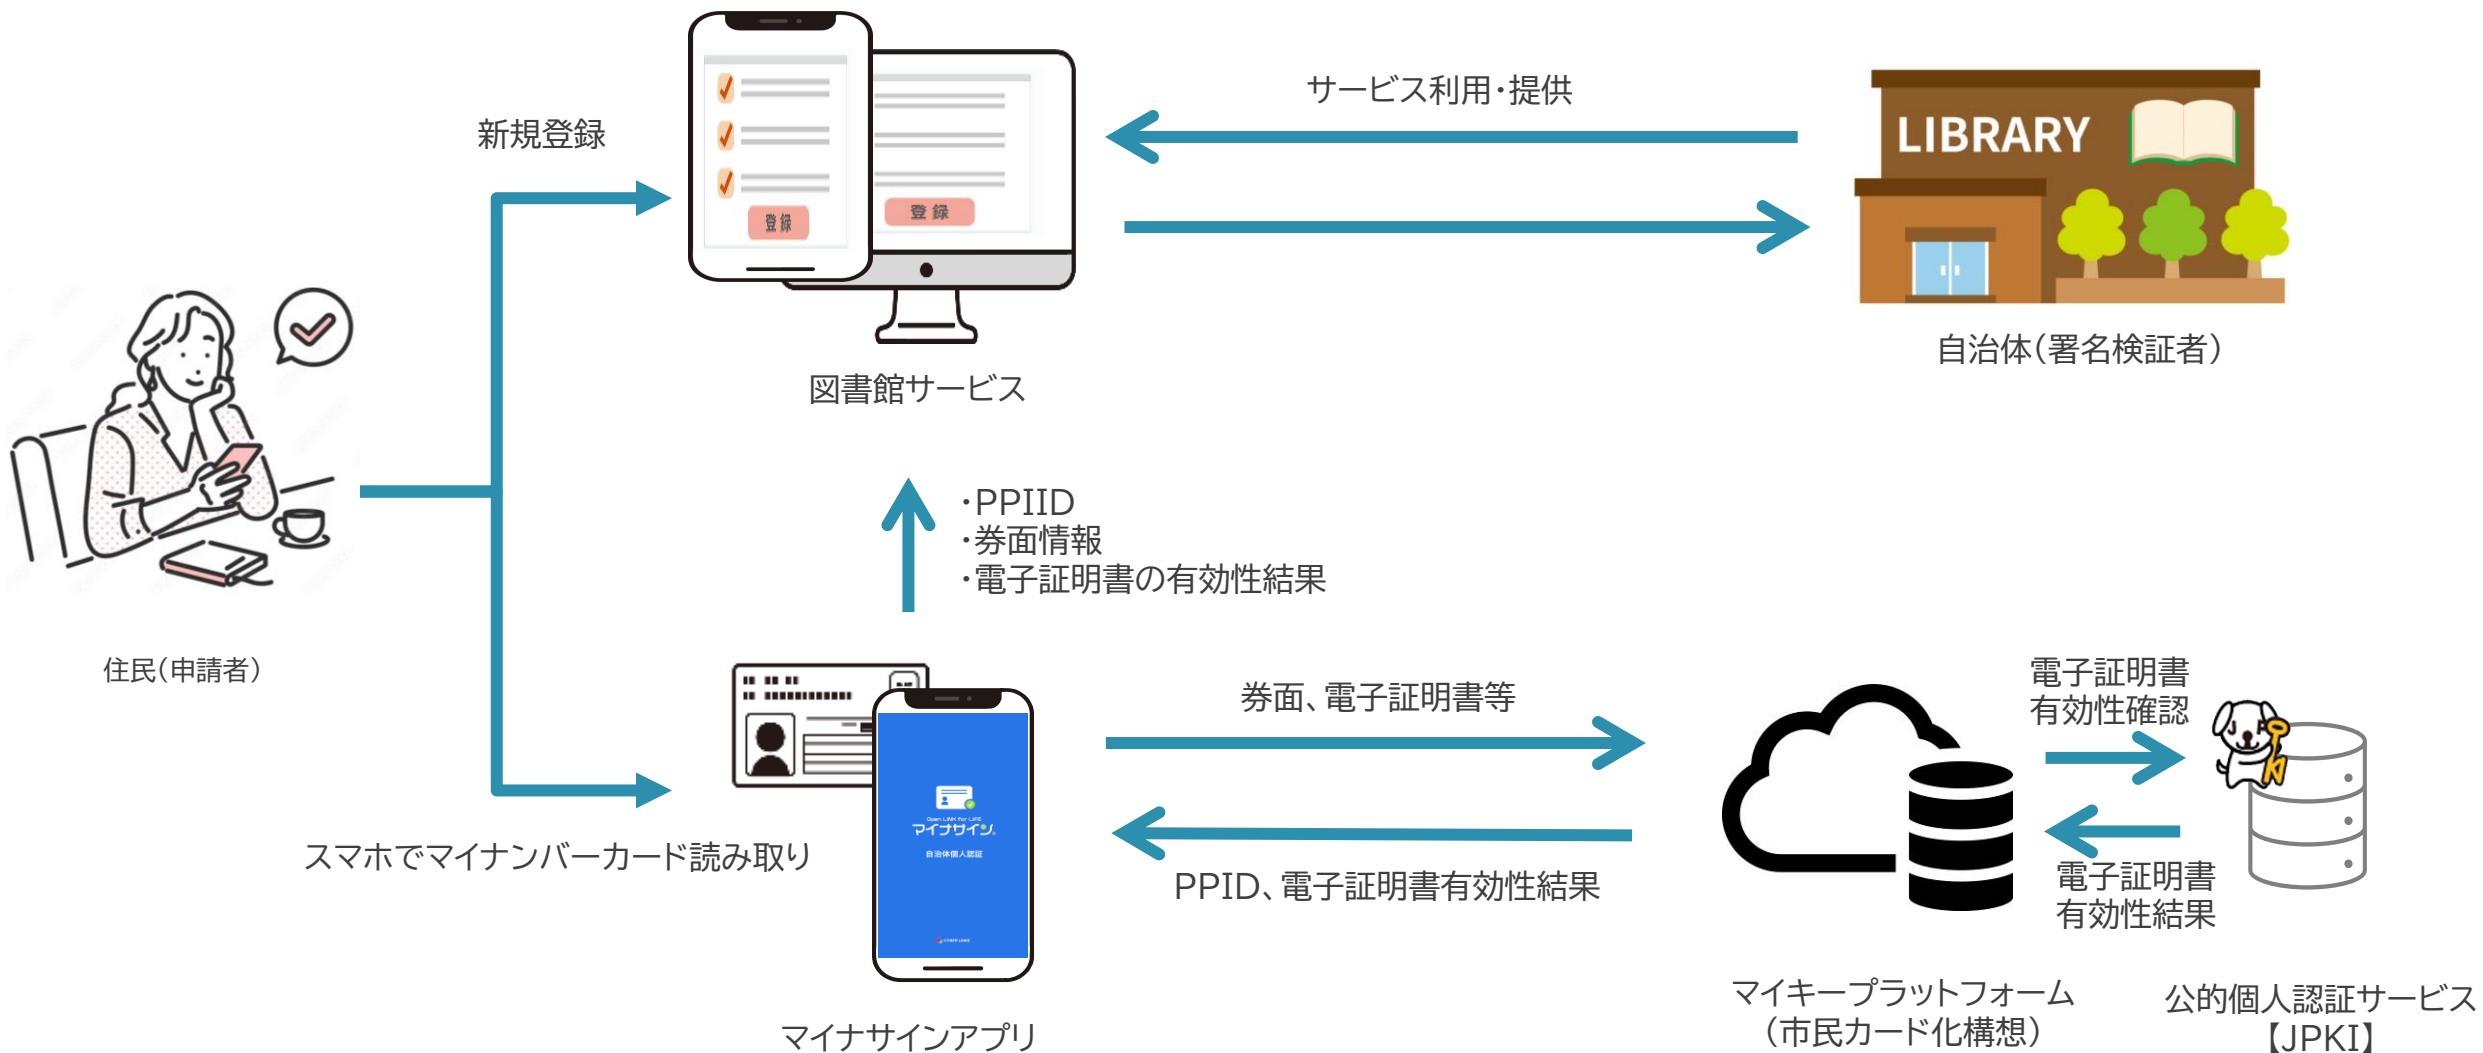 新規登録
登録
登録
図書館サービス
サービス利用・提供
LIBRARY
自治体（署名検証者）
住民（申請者）
・PPIID
・券面情報
・電子証明書の有効性結果
スマホでマイナンバーカード読み取り
Open LINK for LIFE
マイナサイン®
自治体個人認証
CYBER LINKS
マイナサインアプリ
券面、電子証明書等
PPID、電子証明書有効性結果
マイキープラットフォーム
（市民カード化構想）
電子証明書
有効性確認
電子証明書
有効性結果
公的個人認証サービス
【JPKI】